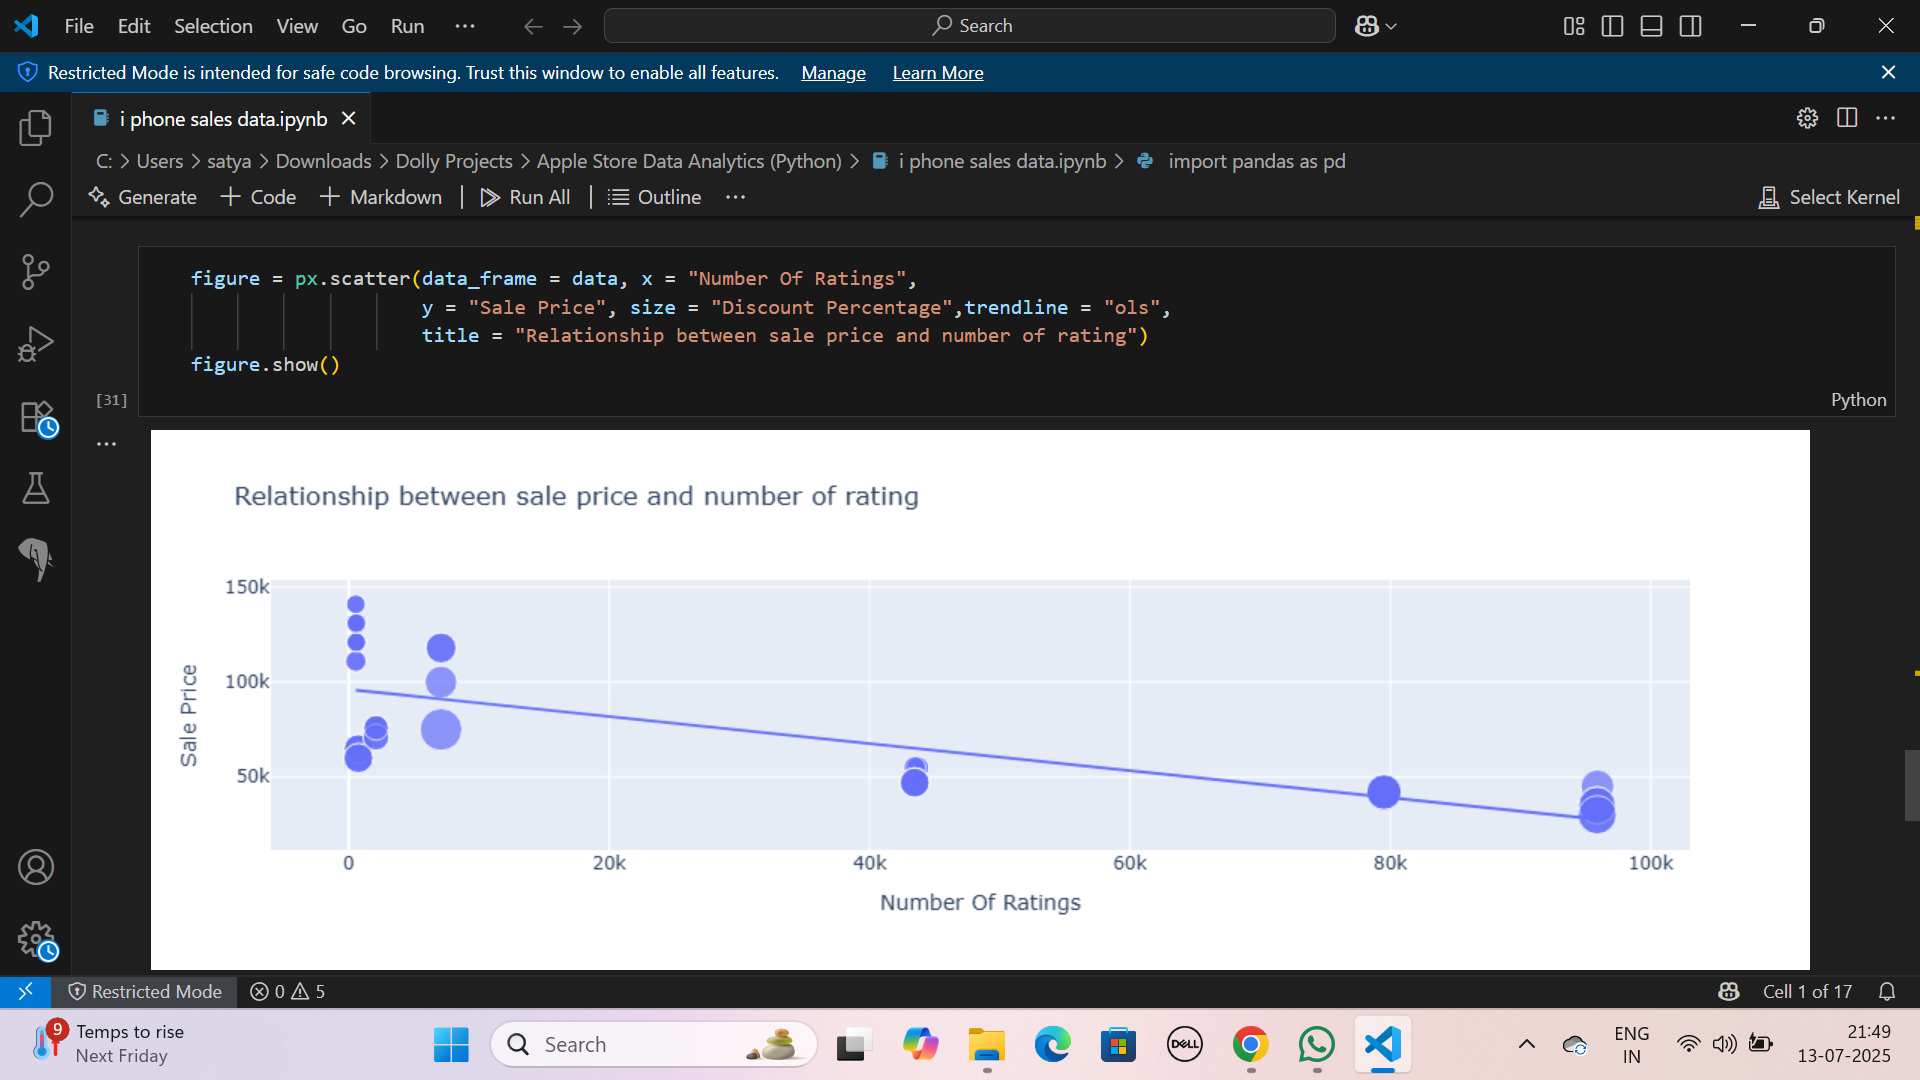 File Edit Selection View Go Run ···
Search
Restricted Mode is intended for safe code browsing. Trust this window to enable all features. Manage Learn More
i phone sales data.ipynb
C: > Users > satya > Downloads > Dolly Projects > Apple Store Data Analytics (Python) > i phone sales data.ipynb > import pandas as pd
Generate + Code + Markdown | Run All | Outline ···
Select Kernel
figure = px.scatter(data_frame = data, x = "Number Of Ratings",
y = "Sale Price", size = "Discount Percentage",trendline = "ols",
title = "Relationship between sale price and number of rating")
figure.show()
[31]
Python
Relationship between sale price and number of rating
150k
100k
50k
Sale Price
0 20k 40k 60k 80k 100k
Number Of Ratings
Restricted Mode 0 5
Cell 1 of 17
9
Temps to rise
Next Friday
Search
DELL
ENG
IN
21:49
13-07-2025